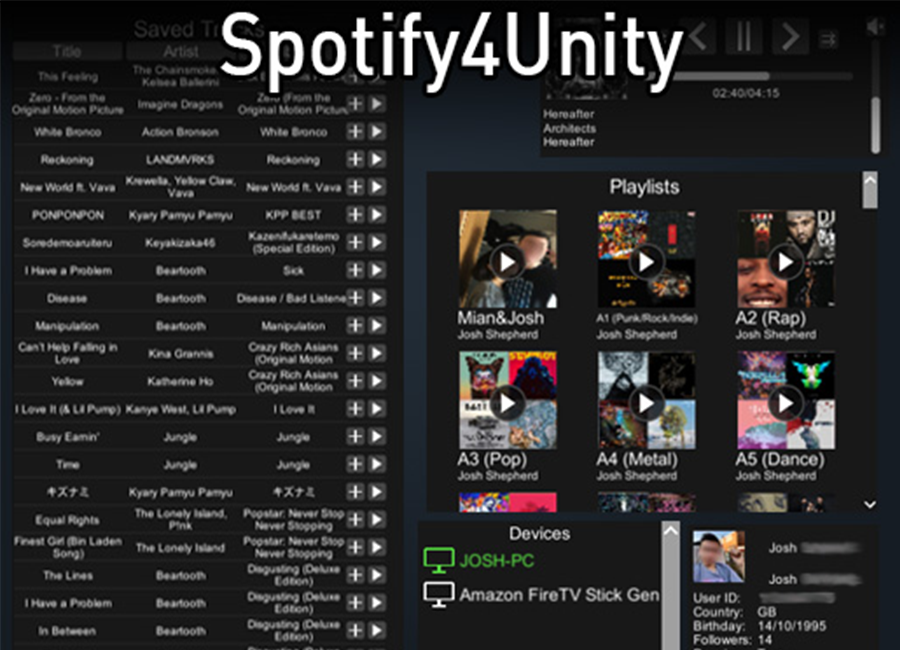 Spotify4Unity
Saved Tracks
Title Artist
This Feeling The Chainsmokers, Kelsea Ballerini
Zero - From the Original Motion Picture Imagine Dragons Zero (From the Original Motion Picture
White Bronco Action Bronson White Bronco
Reckoning LANDMVRKS Reckoning
New World ft. Vava Krewella, Yellow Claw, Vava New World ft. Vava
PONPONPON Kyary Pamyu Pamyu KPP BEST
Soredemoaruiteru Keyakizaka46 Kazenifukaretemo (Special Edition)
I Have a Problem Beartooth Sick
Disease Beartooth Disease / Bad Listene
Manipulation Beartooth Manipulation
Can't Help Falling in Love Kina Grannis Crazy Rich Asians (Original Motion
Yellow Katherine Ho Crazy Rich Asians (Original Motion
I Love It (& Lil Pump) Kanye West, Lil Pump I Love It
Busy Earnin' Jungle Jungle
Time Jungle Jungle
キズナミ Kyary Pamyu Pamyu キズナミ
Equal Rights The Lonely Island, P!nk Popstar: Never Stop Never Stopping
Finest Girl (Bin Laden Song) The Lonely Island Popstar: Never Stop Never Stopping
The Lines Beartooth Disgusting (Deluxe Edition)
I Have a Problem Beartooth Disgusting (Deluxe Edition)
In Between Beartooth Disgusting (Deluxe Edition)
02:40/04:15
Hereafter
Architects
Hereafter
Playlists
Mian&Josh
Josh Shepherd
A1 (Punk/Rock/Indie)
Josh Shepherd
A2 (Rap)
Josh Shepherd
A3 (Pop)
Josh Shepherd
A4 (Metal)
Josh Shepherd
A5 (Dance)
Josh Shepherd
Devices
JOSH-PC
Amazon FireTV Stick Gen
Josh
Josh
User ID:
Country: GB
Birthday: 14/10/1995
Followers: 14